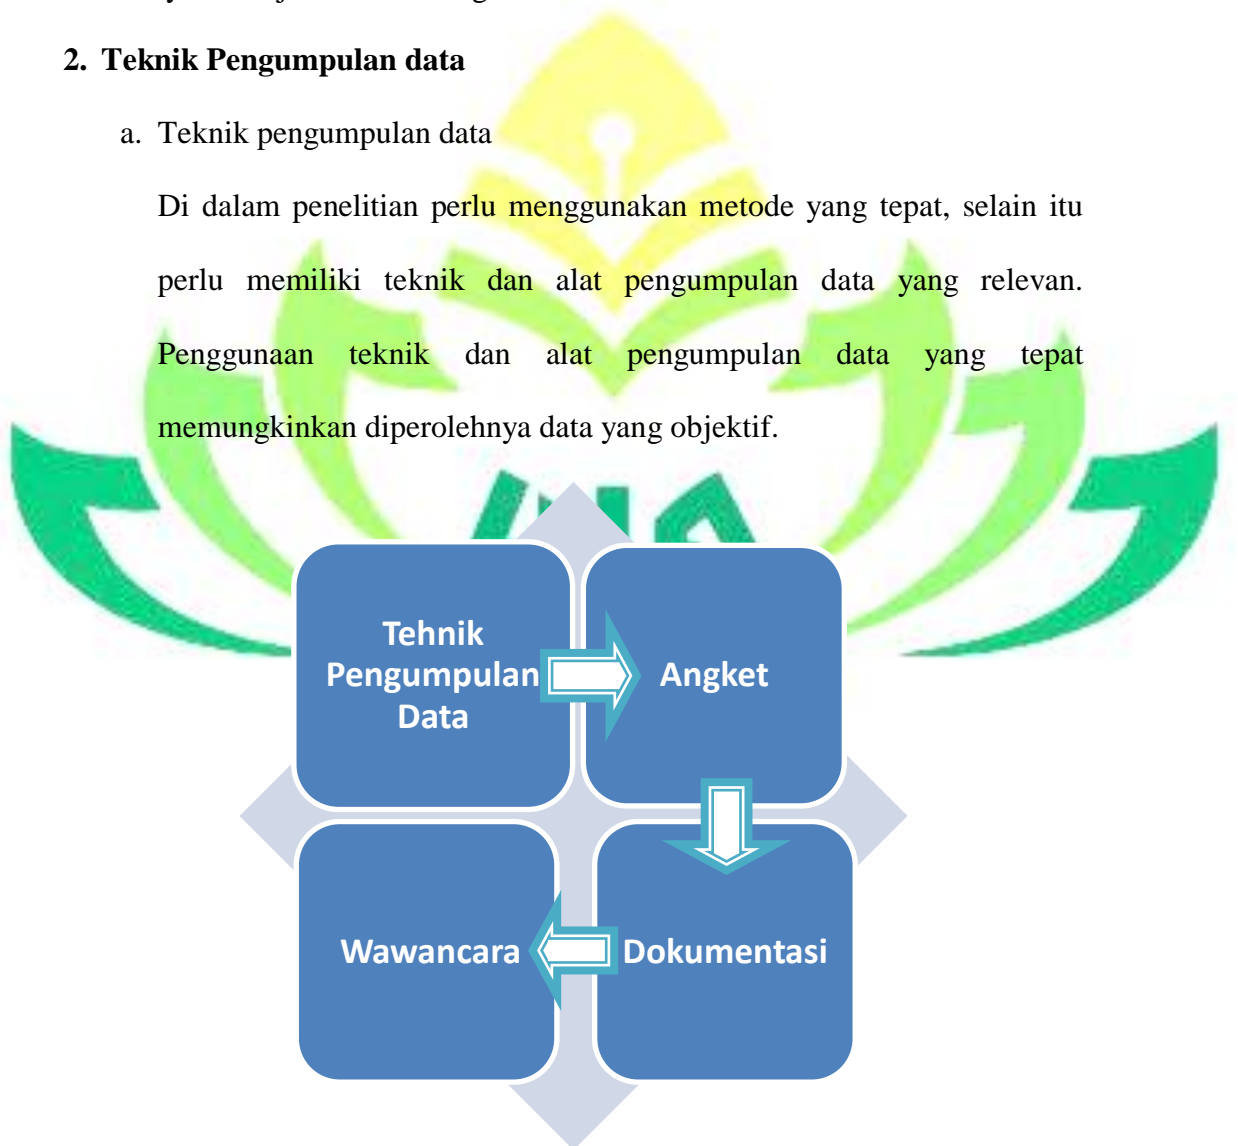 2. Teknik Pengumpulan data
a. Teknik pengumpulan data
Di dalam penelitian perlu menggunakan metode yang tepat, selain itu
perlu memiliki teknik dan alat pengumpulan data yang relevan.
Penggunaan teknik dan alat pengumpulan data yang tepat
memungkinkan diperolehnya data yang objektif.
Tehnik
Pengumpulan
Data
Angket
Wawancara
Dokumentasi